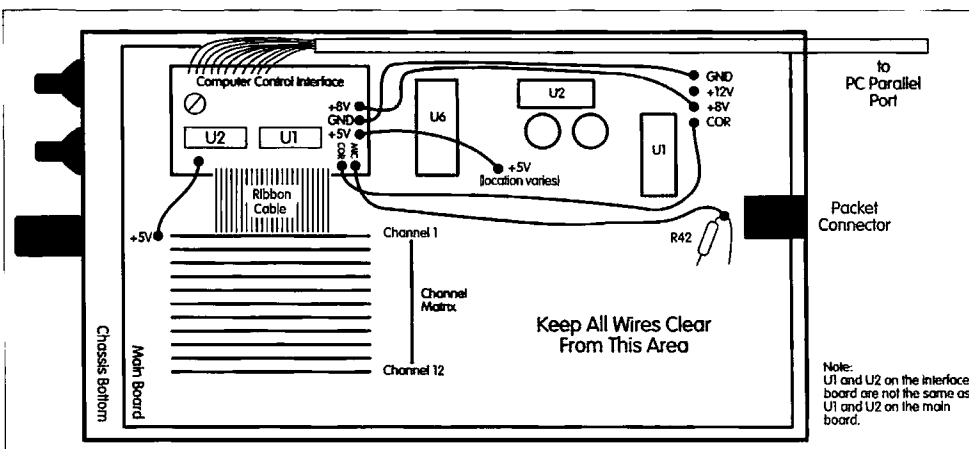 Computer Control Interface
U2
U1
+8V
GND
+5V
COR
MIC
Ribbon
Cable
+5V
U6
U2
U1
+5V
(location varies)
GND
+12V
+8V
COR
to
PC Parallel
Port
Packet
Connector
R42
Channel 1
Channel
Matrix
Channel 12
Keep All Wires Clear
From This Area
Chassis Bottom
Main Board
Note:
U1 and U2 on the interface
board are not the same as
U1 and U2 on the main
board.